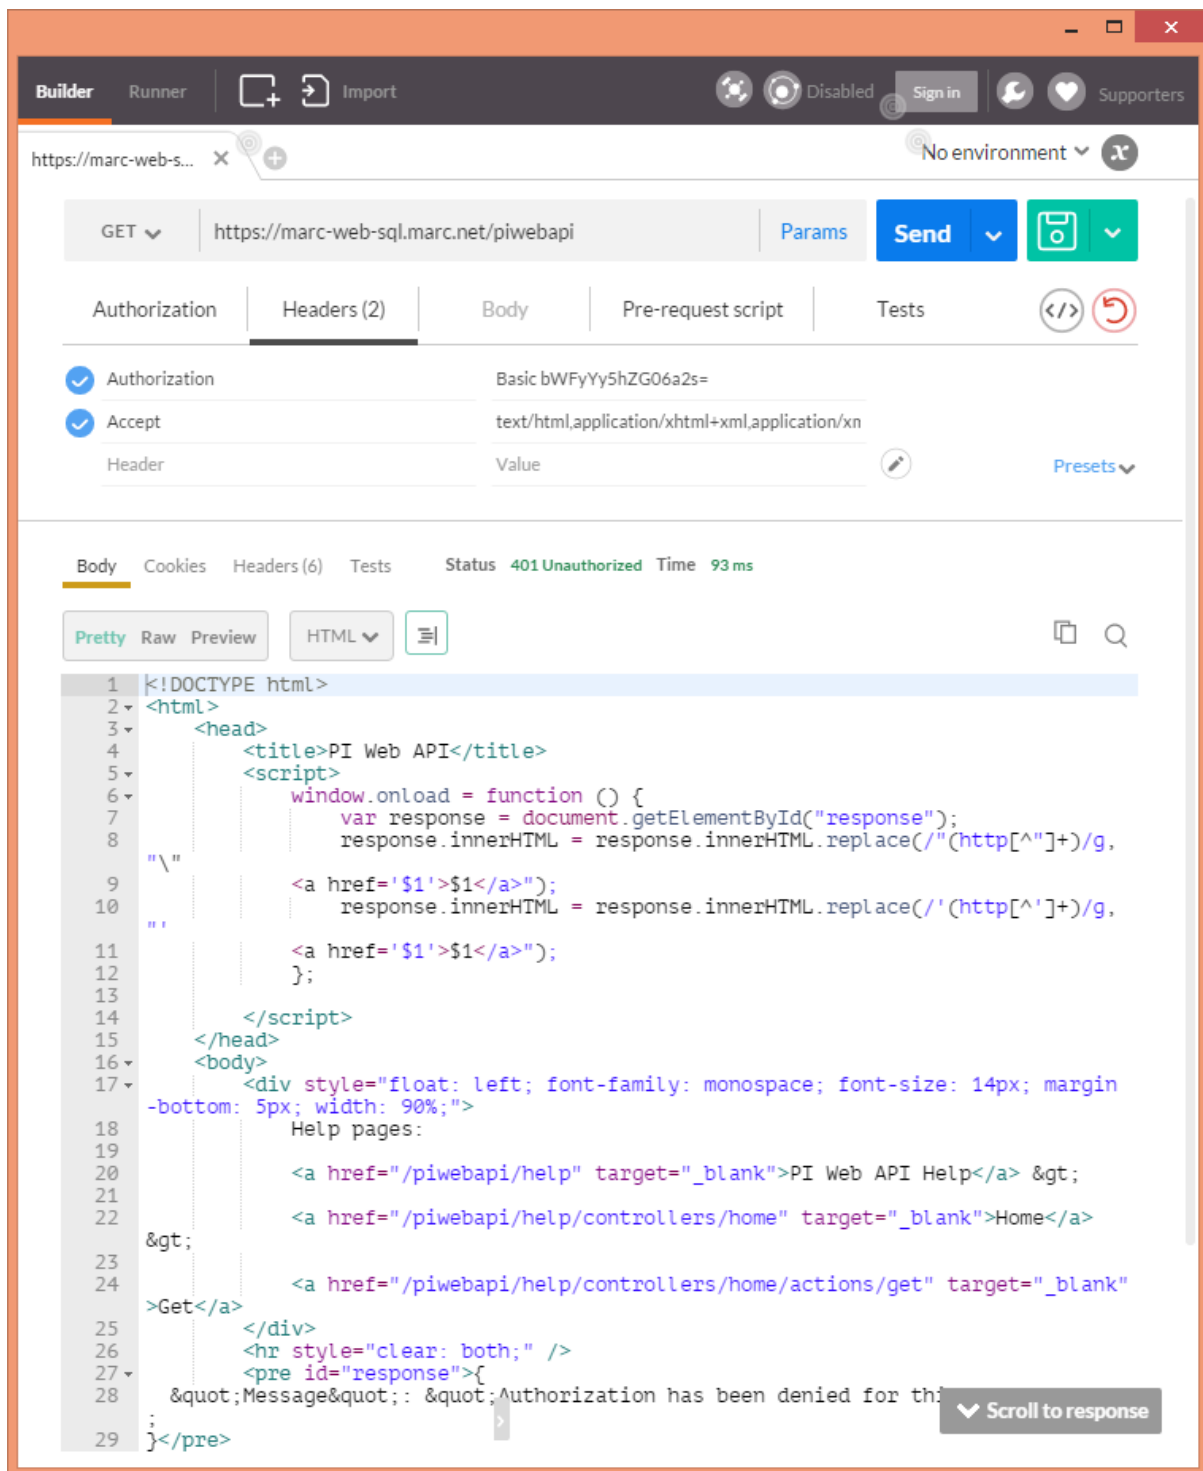 Builder Runner Import Disabled Sign in Supporters
https://marc-web-s... No environment
GET https://marc-web-sql.marc.net/piwebapi Params Send
Authorization Headers (2) Body Pre-request script Tests
Authorization Basic bWFyYy5hZG06a2s=
Accept text/html,application/xhtml+xml,application/xn
Header Value Presets
Body Cookies Headers (6) Tests Status 401 Unauthorized Time 93 ms
Pretty Raw Preview HTML
1 <!DOCTYPE html>
2 <html>
3 <head>
4 <title>PI Web API</title>
5 <script>
6 window.onload = function () {
7 var response = document.getElementById("response");
8 response.innerHTML = response.innerHTML.replace(/"(http[^"]+)/g,
"\"
9 <a href='$1'>$1</a>");
10 response.innerHTML = response.innerHTML.replace(/'(http[^']+)/g,
"'
11 <a href='$1'>$1</a>");
12 };
13
14 </script>
15 </head>
16 <body>
17 <div style="float: left; font-family: monospace; font-size: 14px; margin
-bottom: 5px; width: 90%;">
18 Help pages:
19
20 <a href="/piwebapi/help" target="_blank">PI Web API Help</a> &gt;
21
22 <a href="/piwebapi/help/controllers/home" target="_blank">Home</a>
&gt;
23
24 <a href="/piwebapi/help/controllers/home/actions/get" target="_blank"
>Get</a>
25 </div>
26 <hr style="clear: both;" />
27 <pre id="response">{
28 &quot;Message&quot;: &quot;Authorization has been denied for thi
;
29 }</pre>
Scroll to response